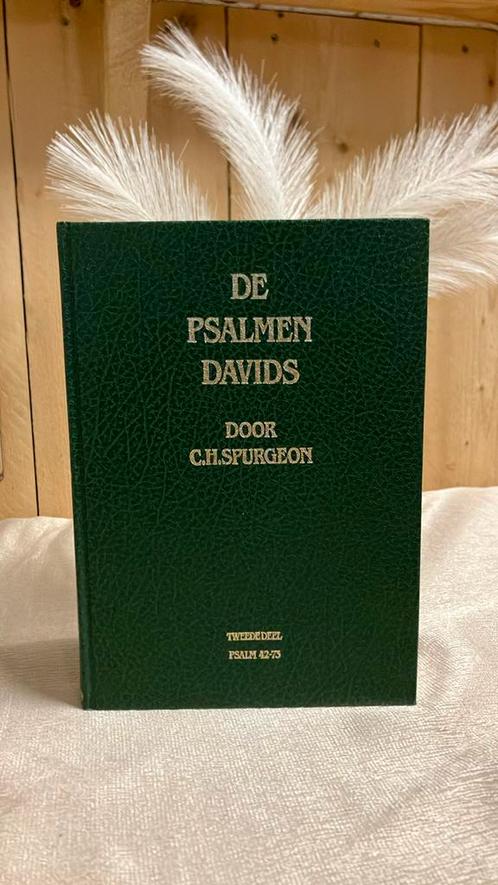 DE
PSALMEN
DAVIDS
DOOR
C.H.SPURGEON
TWEEDE DEEL
PSALM 42-73